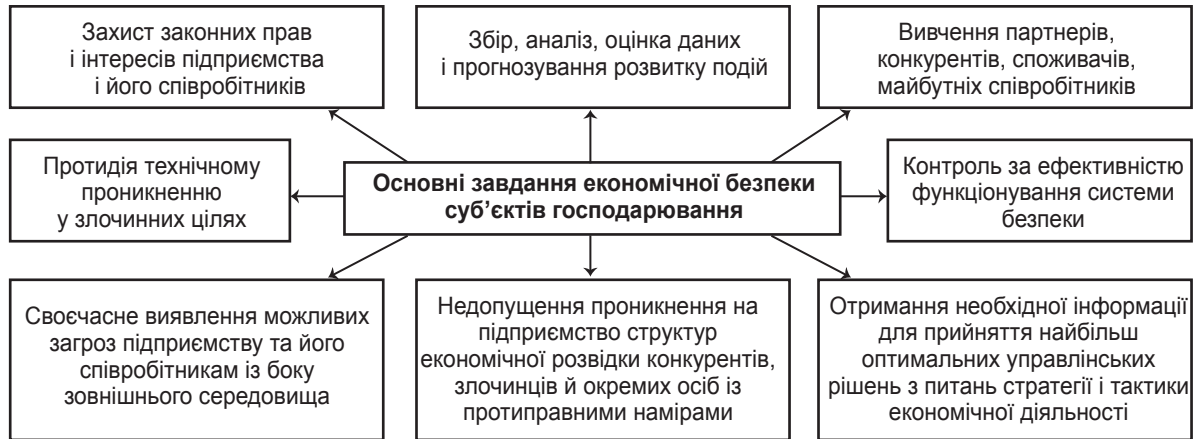 Захист законних прав
і інтересів підприємства
і його співробітників
Збір, аналіз, оцінка даних
і прогнозування розвитку подій
Вивчення партнерів,
конкурентів, споживачів,
майбутніх співробітників
Протидія технічному
проникненню
у злочинних цілях
Основні завдання економічної безпеки
суб’єктів господарювання
Контроль за ефективністю
функціонування системи
безпеки
Своєчасне виявлення можливих
загроз підприємству та його
співробітникам із боку
зовнішнього середовища
Недопущення проникнення на
підприємство структур
економічної розвідки конкурентів,
злочинців й окремих осіб із
протиправними намірами
Отримання необхідної інформації
для прийняття найбільш
оптимальних управлінських
рішень з питань стратегії і тактики
економічної діяльності